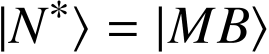 |N*⟩ = |MB⟩